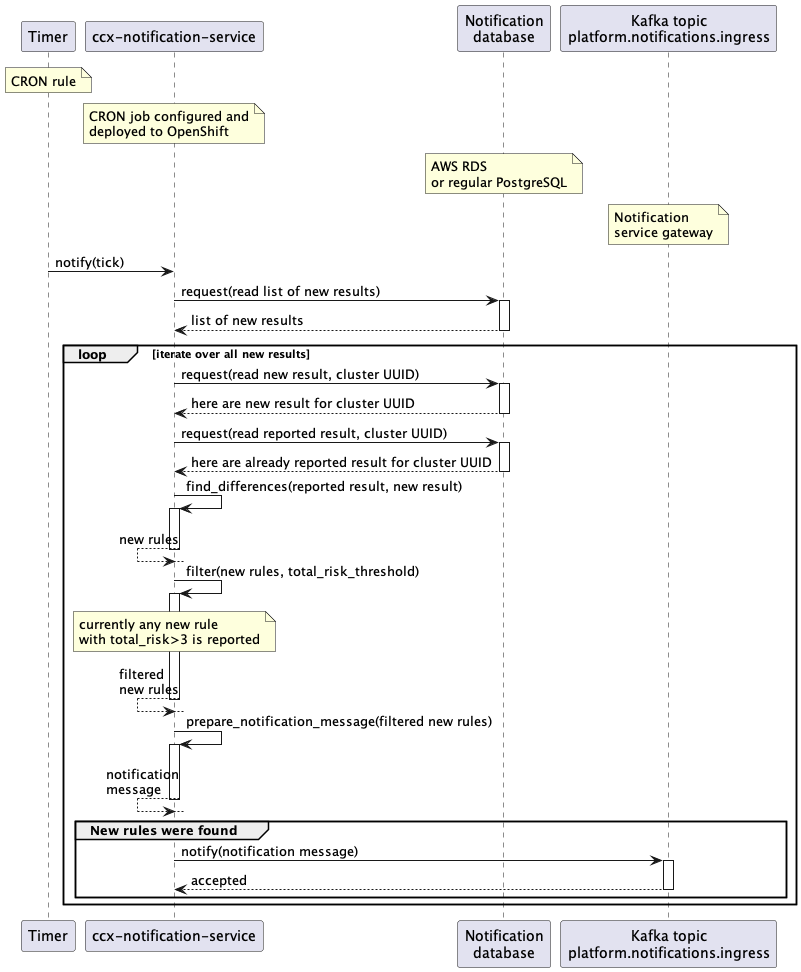 Timer
ccx-notification-service
Notification
database
Kafka topic
platform.notifications.ingress
CRON rule
CRON job configured and
deployed to OpenShift
AWS RDS
or regular PostgreSQL
Notification
service gateway
notify(tick)
request(read list of new results)
list of new results
loop
[iterate over all new results]
request(read new result, cluster UUID)
here are new result for cluster UUID
request(read reported result, cluster UUID)
here are already reported result for cluster UUID
find_differences(reported result, new result)
new rules
filter(new rules, total_risk_threshold)
currently any new rule
with total_risk>3 is reported
filtered
new rules
prepare_notification_message(filtered new rules)
notification
message
New rules were found
notify(notification message)
accepted
Timer
ccx-notification-service
Notification
database
Kafka topic
platform.notifications.ingress